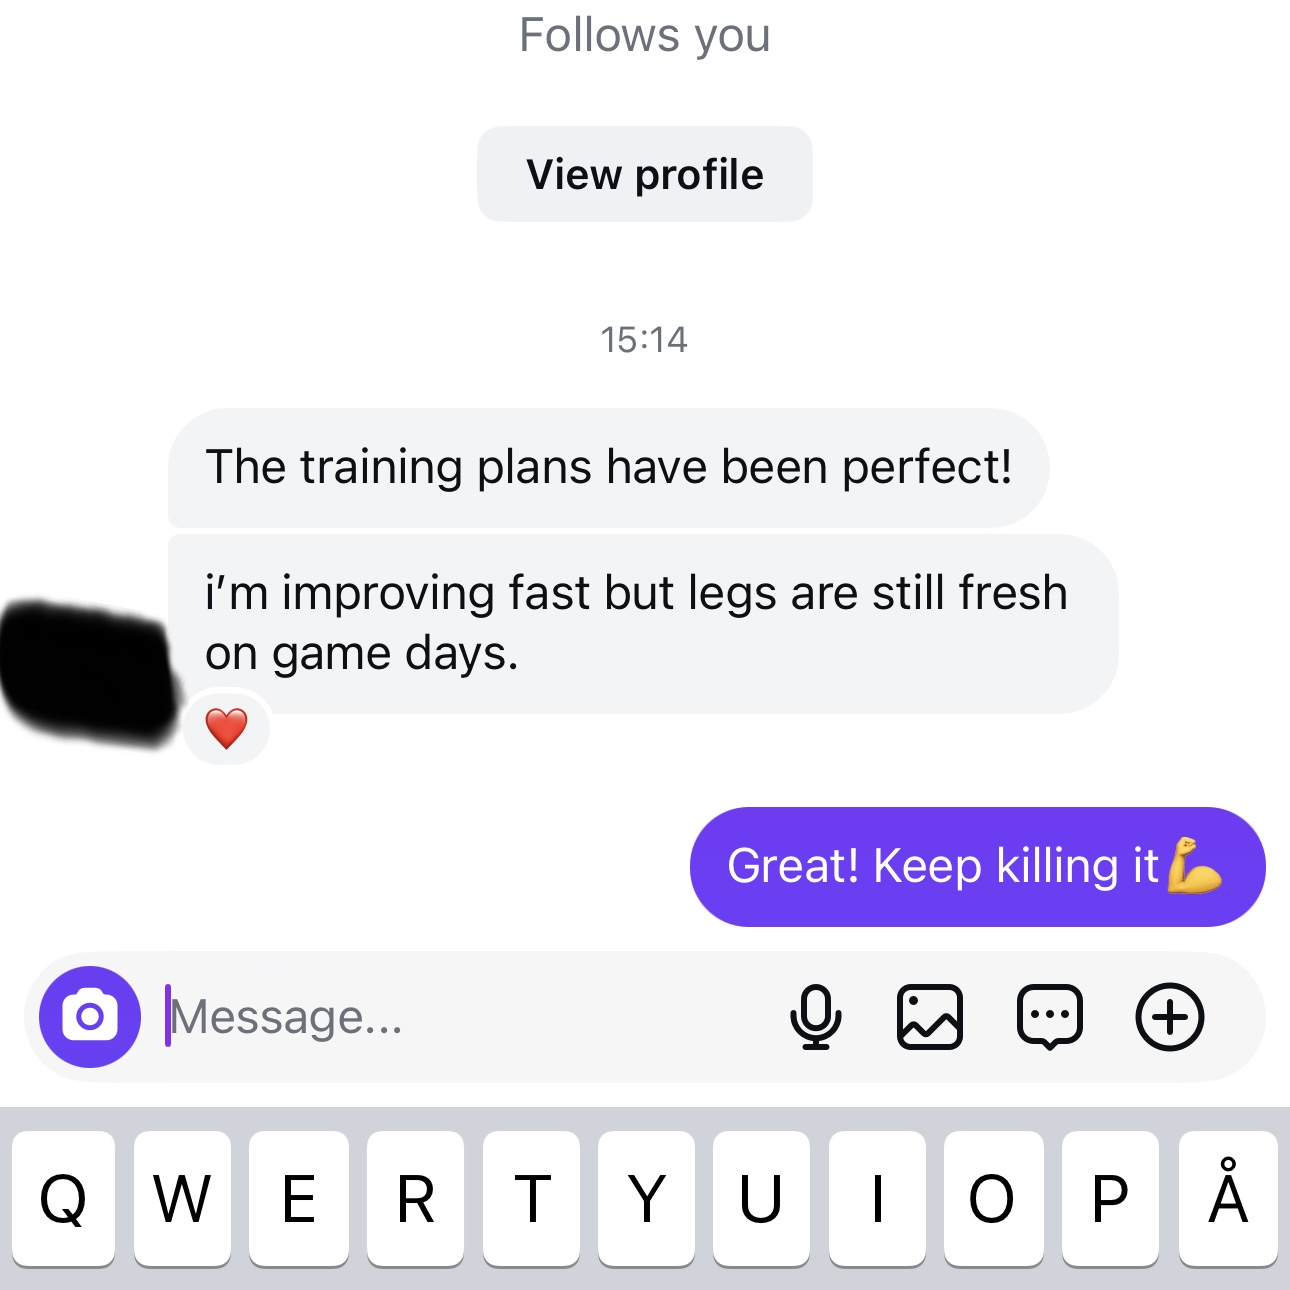 Follows you
View profile
15:14
The training plans have been perfect!
i’m improving fast but legs are still fresh
on game days.
❤️
Great! Keep killing it💪
Message...
Q W E R T Y U I O P Å